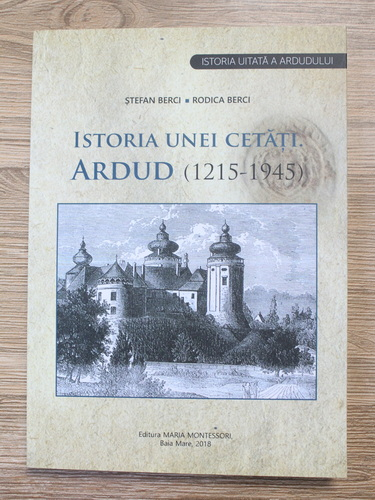 ISTORIA UITATĂ A ARDUDULUI
ȘTEFAN BERCI ▪ RODICA BERCI
ISTORIA UNEI CETĂȚI.
ARDUD (1215-1945)
Editura MARIA MONTESSORI,
Baia Mare, 2018